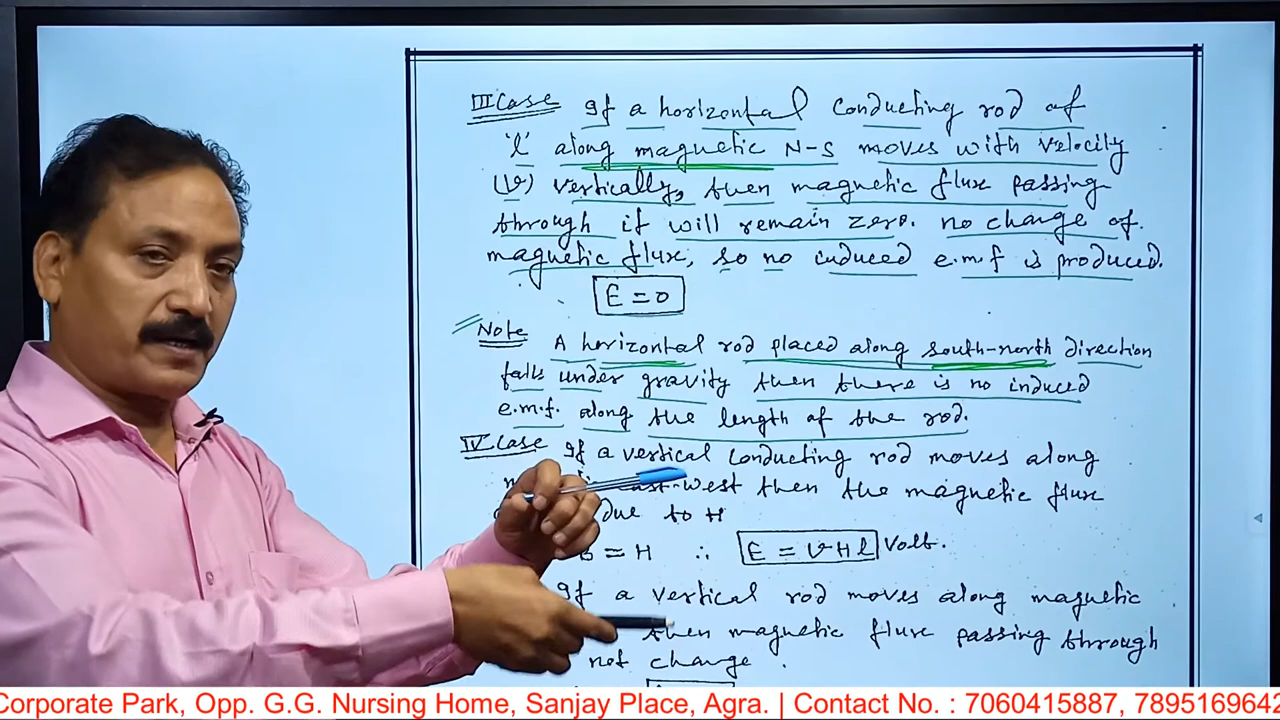 III Case If a horizontal conducting rod of
'l' along magnetic N-S moves with velocity
(v) vertically, then magnetic flux passing
through it will remain zero. no change of
magnetic flux, so no induced e.m.f is produced.
E = 0
Note A horizontal rod placed along south-north direction
falls under gravity then there is no induced
e.m.f. along the length of the rod.
IV Case If a vertical conducting rod moves along
east-west then the magnetic flux
due to H
= H ∴ E = vHl Volt.
If a vertical rod moves along magnetic
then magnetic flux passing through
not change.
Corporate Park, Opp. G.G. Nursing Home, Sanjay Place, Agra. | Contact No. : 7060415887, 7895169642